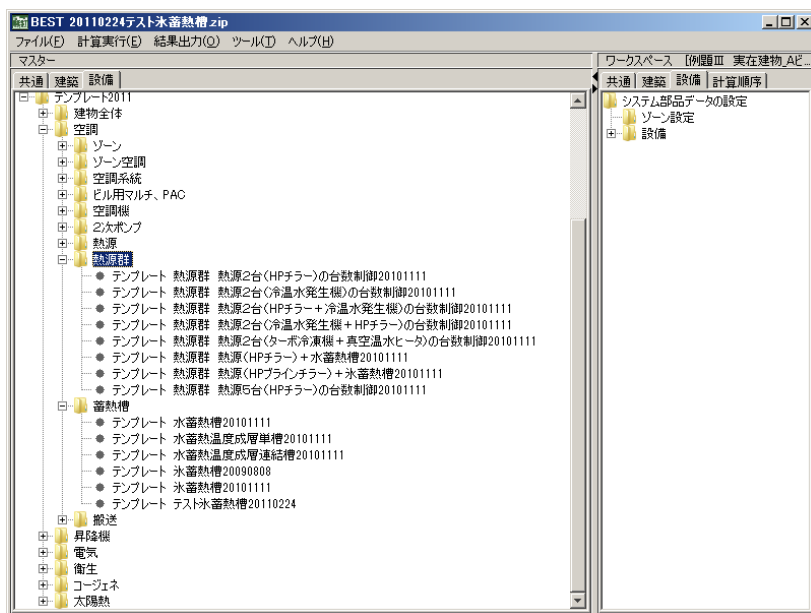 BEST 20110224テスト氷蓄熱槽.zip
ファイル(F) 計算実行(E) 結果出力(O) ツール(T) ヘルプ(H)
マスター
共通 建築 設備
テンプレート2011
建物全体
空調
ゾーン
ゾーン空調
空調系統
ビル用マルチ、PAC
空調機
2次ポンプ
熱源
熱源群
テンプレート 熱源群 熱源2台(HPチラー)の台数制御20101111
テンプレート 熱源群 熱源2台(冷温水発生機)の台数制御20101111
テンプレート 熱源群 熱源2台(HPチラー+冷温水発生機)の台数制御20101111
テンプレート 熱源群 熱源2台(冷温水発生機+HPチラー)の台数制御20101111
テンプレート 熱源群 熱源2台(ターボ冷凍機+真空温水ヒータ)の台数制御20101111
テンプレート 熱源群 熱源(HPチラー)+水蓄熱槽20101111
テンプレート 熱源群 熱源(HPブラインチラー)+氷蓄熱槽20101111
テンプレート 熱源群 熱源5台(HPチラー)の台数制御20101111
蓄熱槽
テンプレート 水蓄熱槽20101111
テンプレート 水蓄熱温度成層単槽20101111
テンプレート 水蓄熱温度成層連結槽20101111
テンプレート 氷蓄熱槽20090808
テンプレート 氷蓄熱槽20101111
テンプレート テスト氷蓄熱槽20110224
搬送
昇降機
電気
衛生
コージェネ
太陽熱
ワークスペース [例題Ⅲ 実在建物_Aビ...
共通 建築 設備 計算順序
システム部品データの設定
ゾーン設定
設備